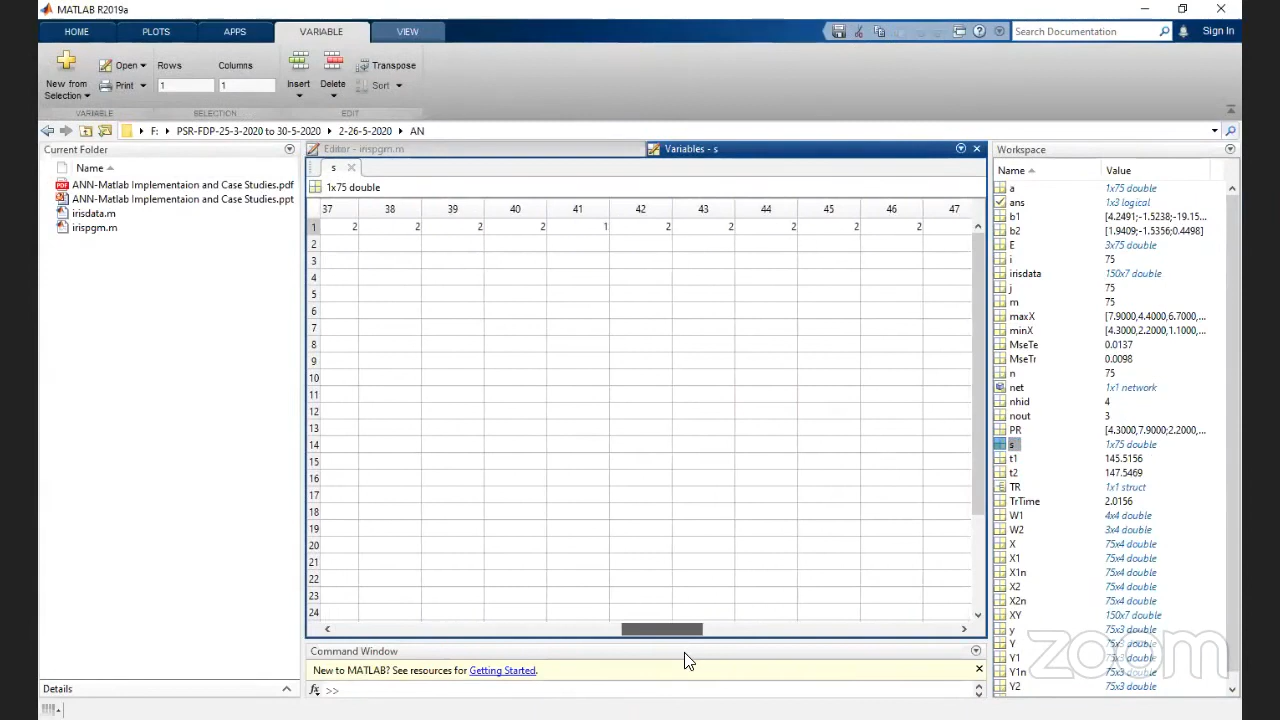 MATLAB R2019a
HOME PLOTS APPS VARIABLE VIEW Search Documentation Sign In
New from Selection Open Rows Columns Insert Delete Transpose
Print 1 1 Sort
VARIABLE SELECTION EDIT
F: PSR-FDP-25-3-2020 to 30-5-2020 2-26-5-2020 AN
Current Folder
Name
ANN-Matlab Implementaion and Case Studies.pdf
ANN-Matlab Implementaion and Case Studies.ppt
irisdata.m
irispgm.m
Details
Editor - irispgm.m Variables - s
s
1x75 double
37 38 39 40 41 42 43 44 45 46 47
1 2 2 2 2 1 2 2 2 2 2
2
3
4
5
6
7
8
9
10
11
12
13
14
15
16
17
18
19
20
21
22
23
24
Command Window
New to MATLAB? See resources for Getting Started.
fx >>
Workspace
Name Value
a 1x75 double
ans 1x3 logical
b1 [4.2491;-1.5238;-19.15...
b2 [1.9409;-1.5356;0.4498]
E 3x75 double
i 75
irisdata 150x7 double
j 75
m 75
maxX [7.9000,4.4000,6.7000,...
minX [4.3000,2.2000,1.1000,...
MseTe 0.0137
MseTr 0.0098
n 75
net 1x1 network
nhid 4
nout 3
PR [4.3000,7.9000;2.2000,...
s 1x75 double
t1 145.5156
t2 147.5469
TR 1x1 struct
TrTime 2.0156
W1 4x4 double
W2 3x4 double
X 75x4 double
X1 75x4 double
X1n 75x4 double
X2 75x4 double
X2n 75x4 double
XY 150x7 double
y 75x3 double
Y 75x3 double
Y1 75x3 double
Y1n 75x3 double
Y2 75x3 double
zoom